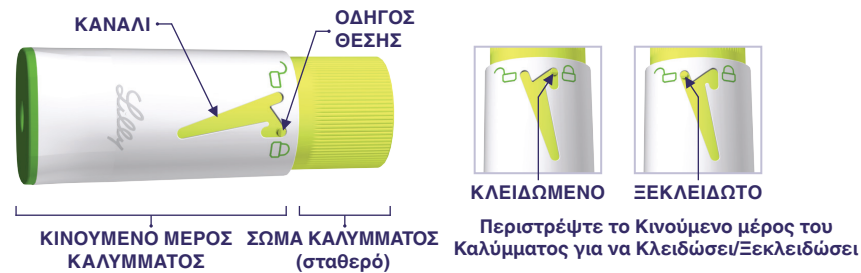 ΚΑΝΑΛΙ
ΟΔΗΓΟΣ
ΘΕΣΗΣ
Lilly
ΚΙΝΟΥΜΕΝΟ ΜΕΡΟΣ
ΚΑΛΥΜΜΑΤΟΣ
ΣΩΜΑ ΚΑΛΥΜΜΑΤΟΣ
(σταθερό)
ΚΛΕΙΔΩΜΕΝΟ
ΞΕΚΛΕΙΔΩΤΟ
Περιστρέψτε το Κινούμενο μέρος του
Καλύμματος για να Κλειδώσει/Ξεκλειδώσει